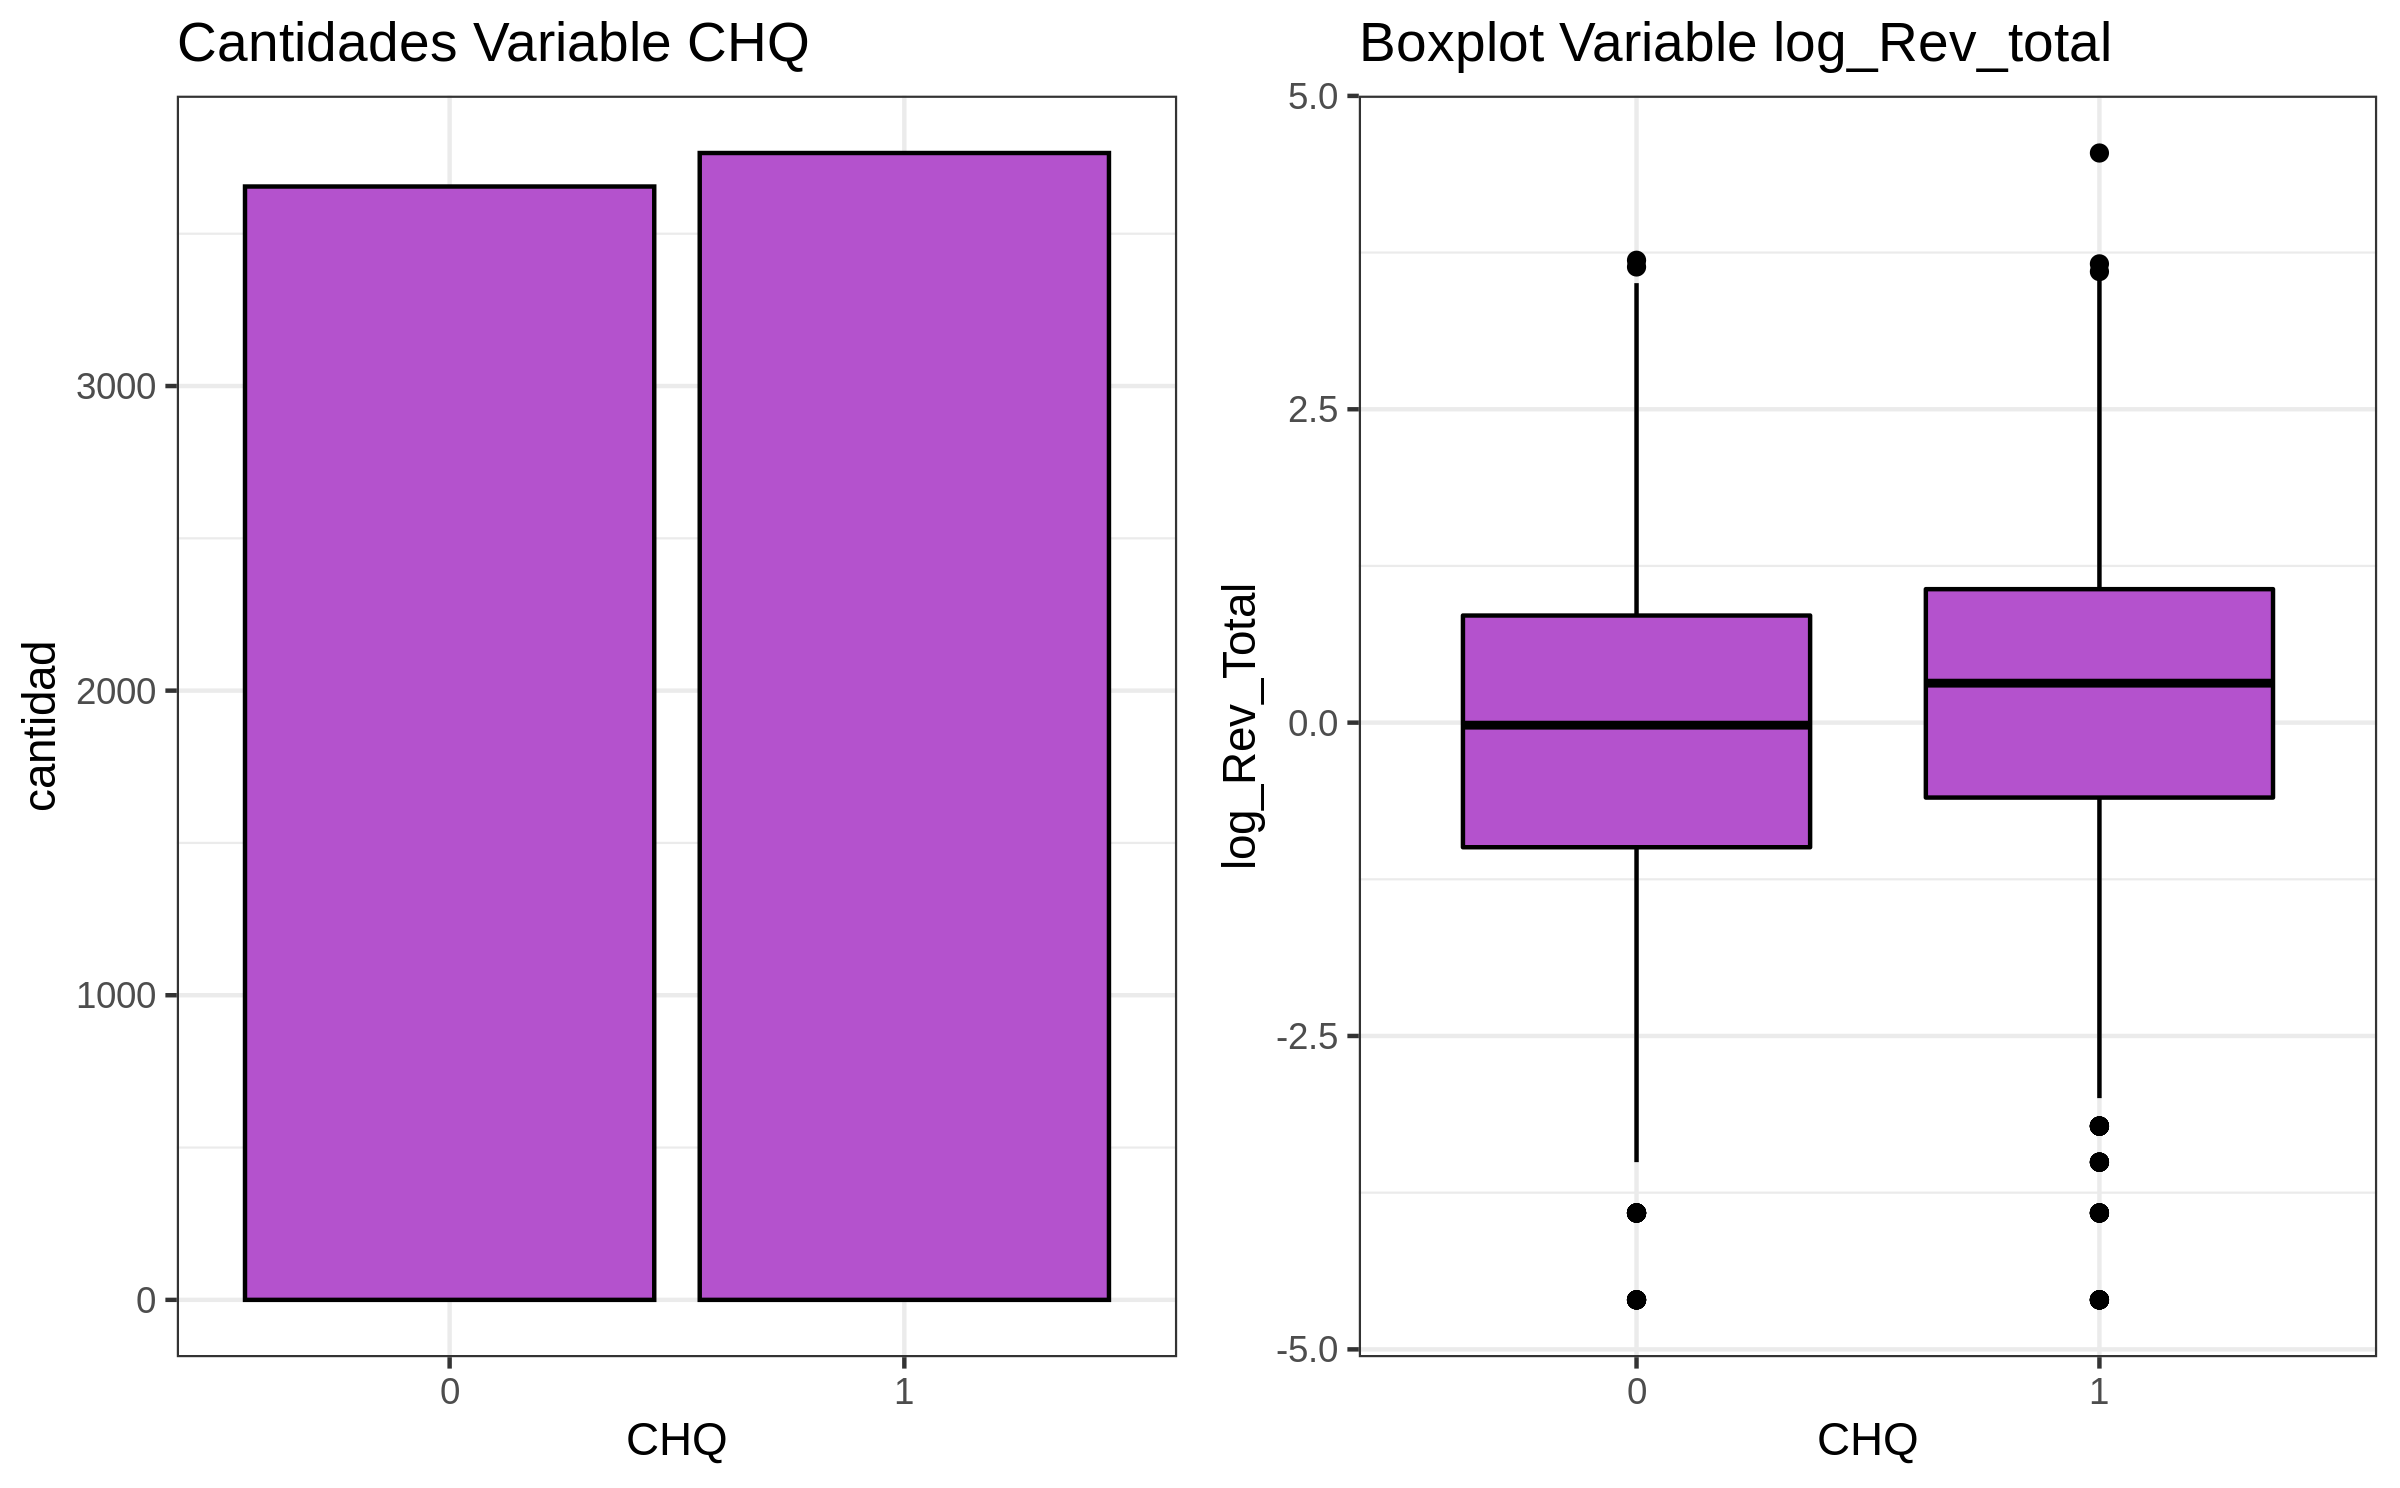 Cantidades Variable CHQ
cantidad
3000
2000
1000
0
0 1
CHQ
Boxplot Variable log_Rev_total
log_Rev_Total
5.0
2.5
0.0
-2.5
-5.0
0 1
CHQ